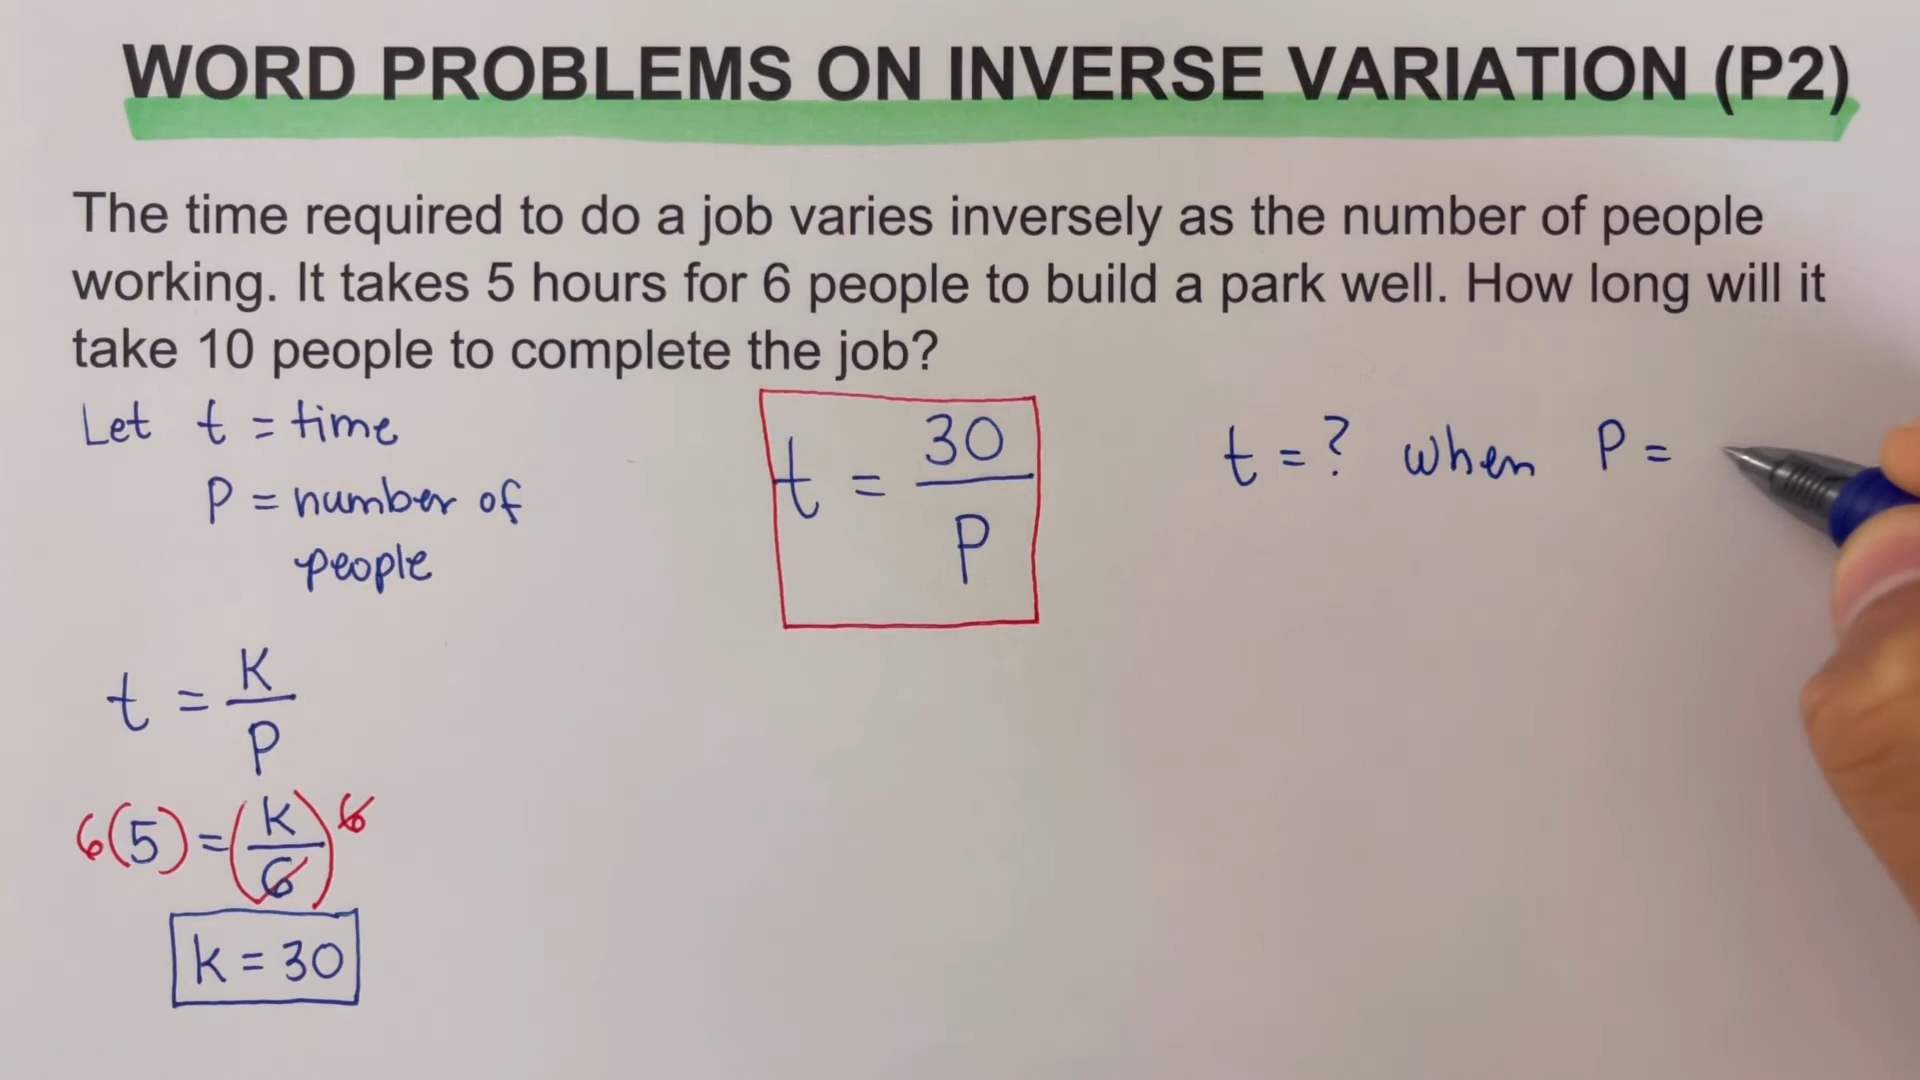 WORD PROBLEMS ON INVERSE VARIATION (P2)
The time required to do a job varies inversely as the number of people
working. It takes 5 hours for 6 people to build a park well. How long will it
take 10 people to complete the job?
Let t = time
P = number of
people
t = K/P
6(5) = (k/6)6
k = 30
t = 30/P
t = ? when P =